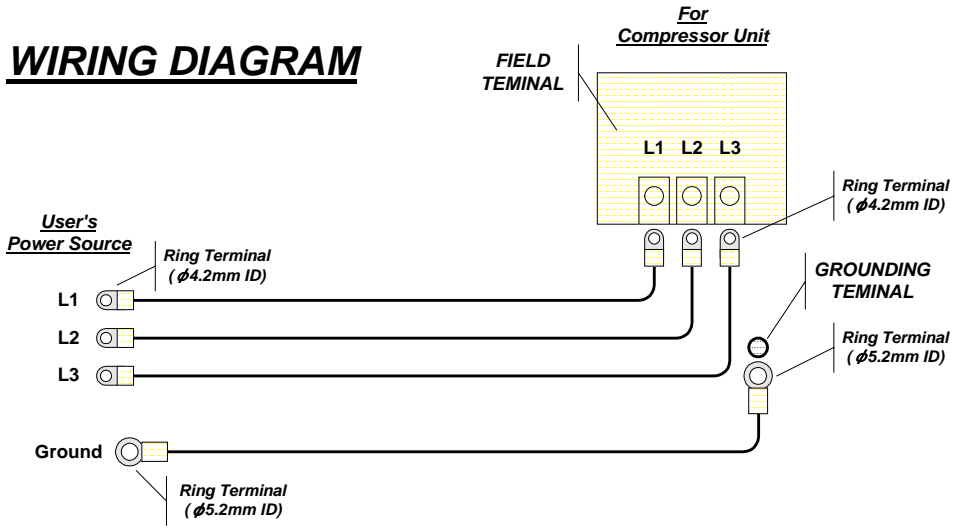 WIRING DIAGRAM
For
Compressor Unit
FIELD
TEMINAL
L1 L2 L3
Ring Terminal
( ϕ4.2mm ID)
User's
Power Source
Ring Terminal
( ϕ4.2mm ID)
GROUNDING
TEMINAL
L1
L2
L3
Ring Terminal
( ϕ5.2mm ID)
Ground
Ring Terminal
( ϕ5.2mm ID)